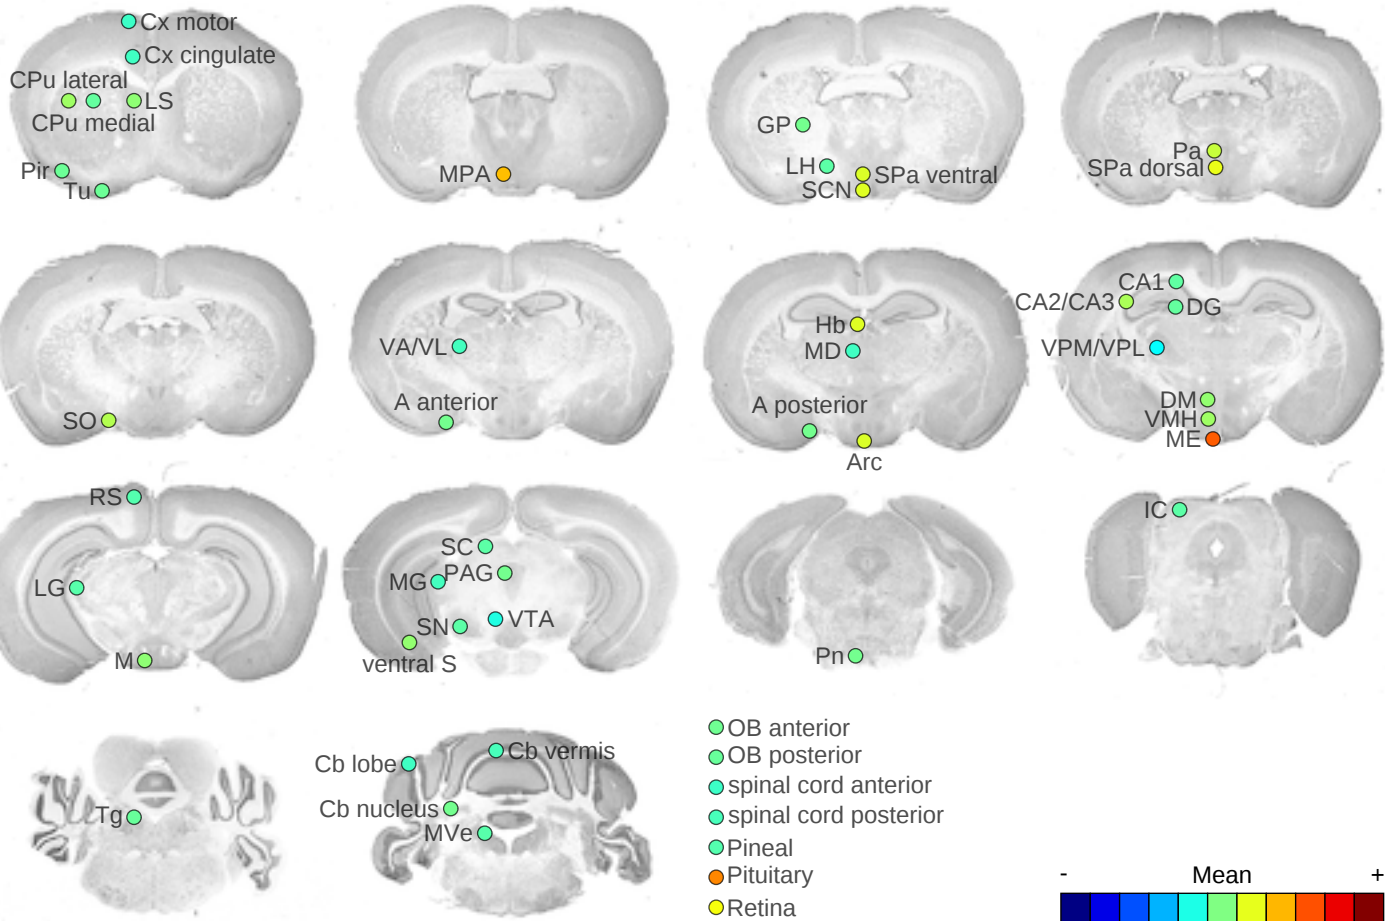 Cx motor
Cx cingulate
CPu lateral
LS
CPu medial
Pir
Tu
MPA
GP
LH
SPa ventral
SCN
Pa
SPa dorsal
SO
VA/VL
A anterior
Hb
MD
A posterior
Arc
CA1
CA2/CA3
DG
VPM/VPL
DM
VMH
ME
RS
LG
M
SC
PAG
MG
VTA
SN
ventral S
Pn
IC
Tg
Cb vermis
Cb lobe
Cb nucleus
MVe
OB anterior
OB posterior
spinal cord anterior
spinal cord posterior
Pineal
Pituitary
Retina
- Mean +